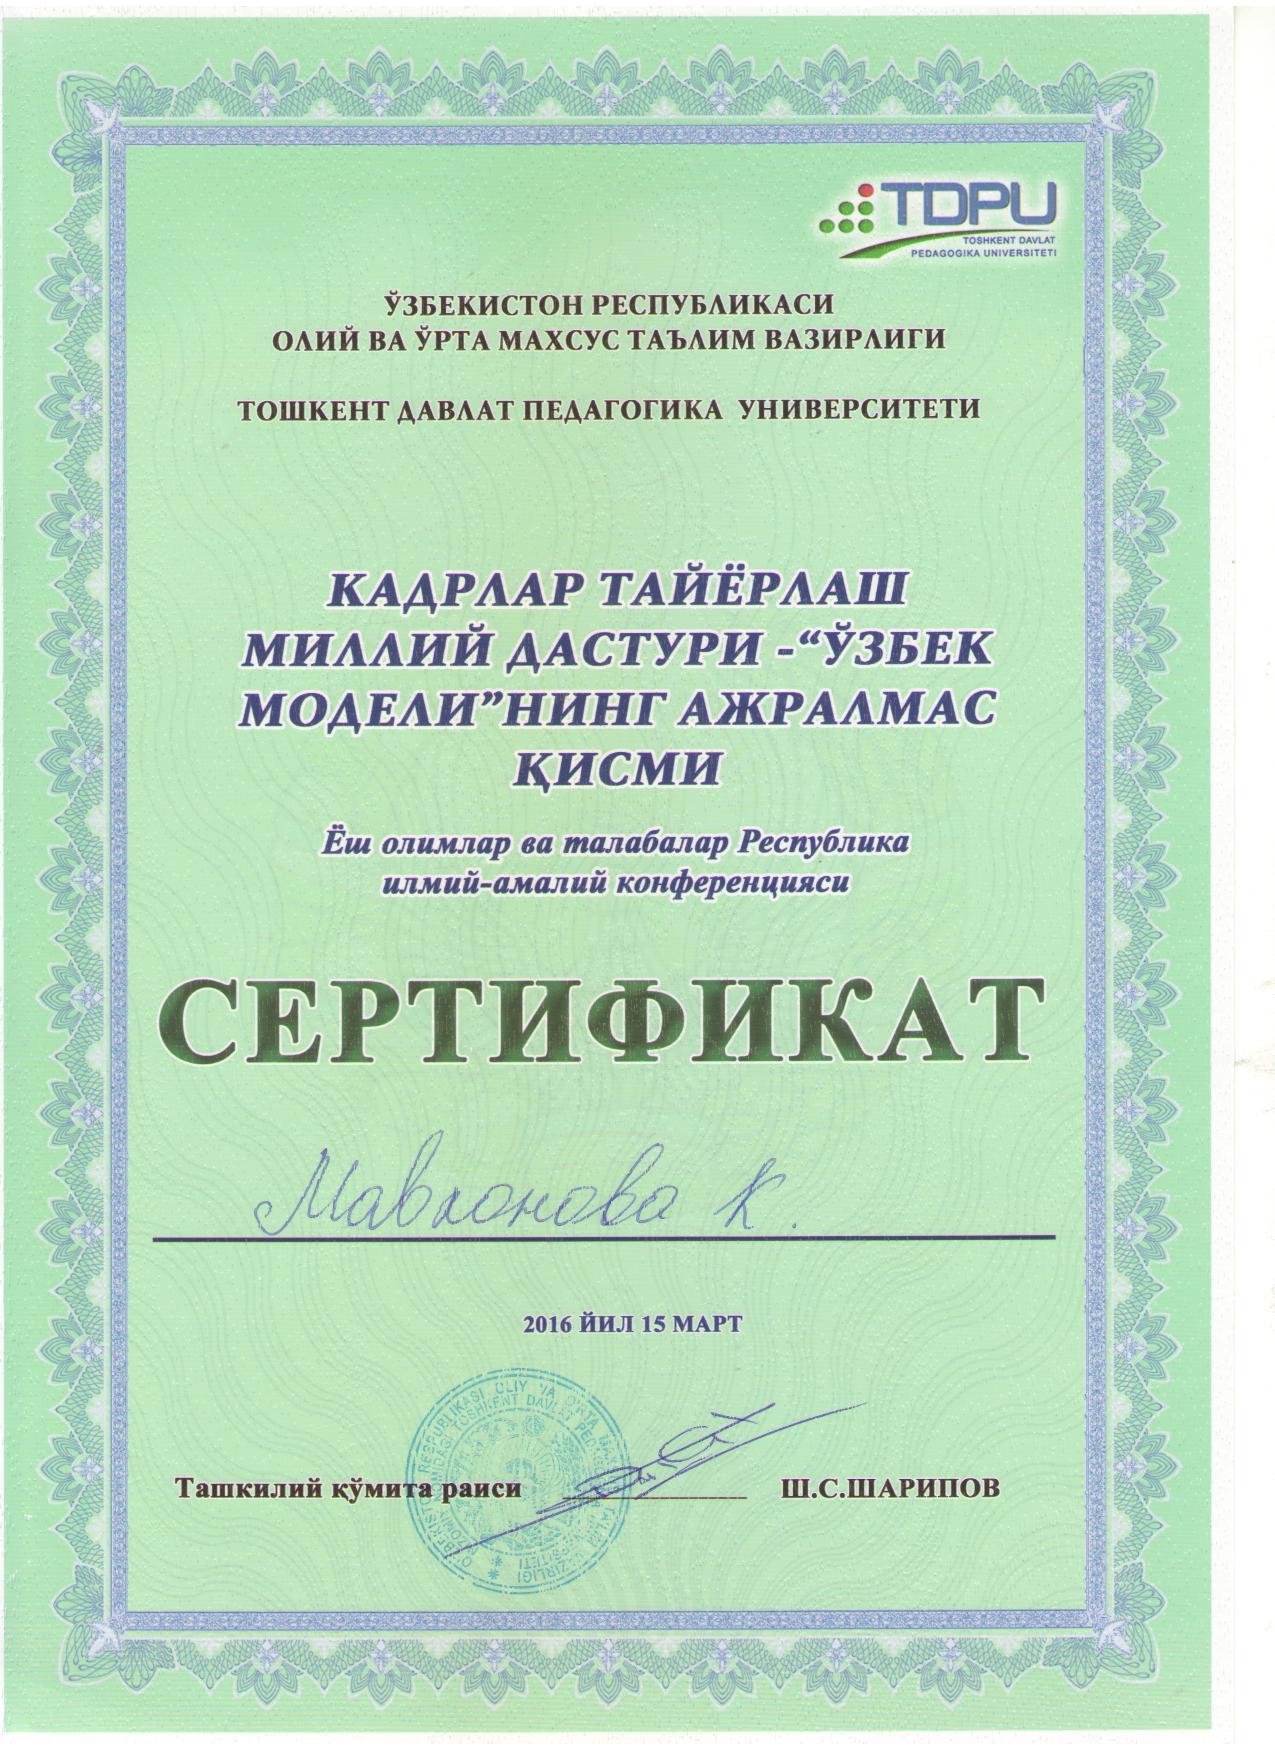 TDPU
TOSHKENT DAVLAT
PEDAGOGIKA UNIVERSITETI
ЎЗБЕКИСТОН РЕСПУБЛИКАСИ
ОЛИЙ ВА ЎРТА МАХСУС ТАЪЛИМ ВАЗИРЛИГИ
ТОШКЕНТ ДАВЛАТ ПЕДАГОГИКА УНИВЕРСИТЕТИ
КАДРЛАР ТАЙЁРЛАШ
МИЛЛИЙ ДАСТУРИ -“ЎЗБЕК
МОДЕЛИ”НИНГ АЖРАЛМАС
ҚИСМИ
Ёш олимлар ва талабалар Республика
илмий-амалий конференцияси
СЕРТИФИКАТ
Мавлонова К.
2016 ЙИЛ 15 МАРТ
Ташкилий қўмита раиси Ш.С.ШАРИПОВ